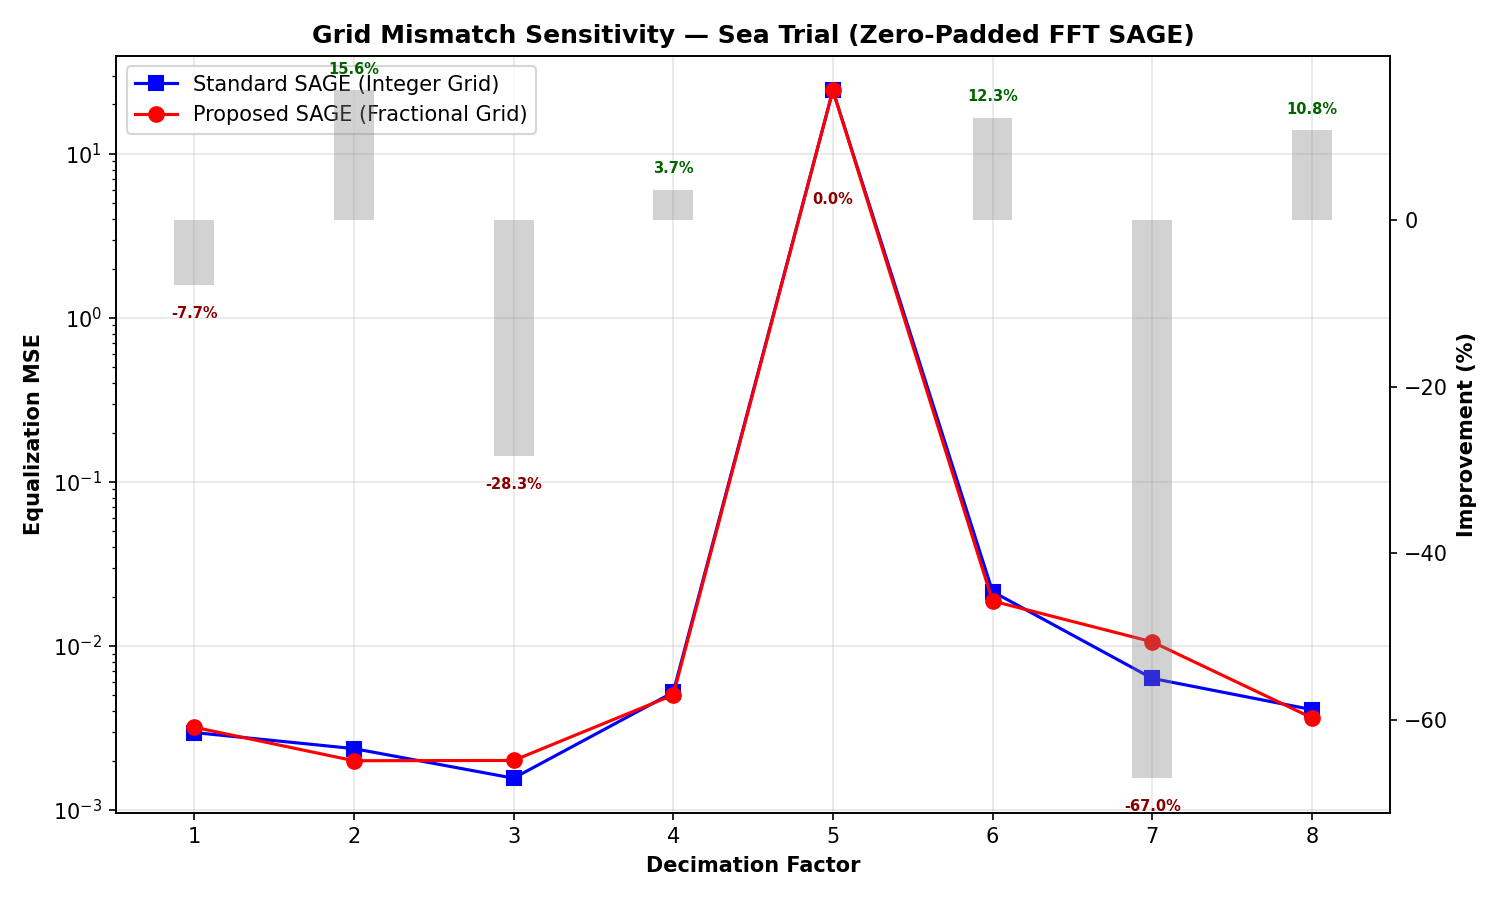 Grid Mismatch Sensitivity — Sea Trial (Zero-Padded FFT SAGE)
Standard SAGE (Integer Grid)
Proposed SAGE (Fractional Grid)
15.6%
12.3%
10.8%
3.7%
0.0%
-7.7%
-28.3%
-67.0%
10¹
10⁰
10⁻¹
10⁻²
10⁻³
Equalization MSE
0
−20
−40
−60
Improvement (%)
1 2 3 4 5 6 7 8
Decimation Factor